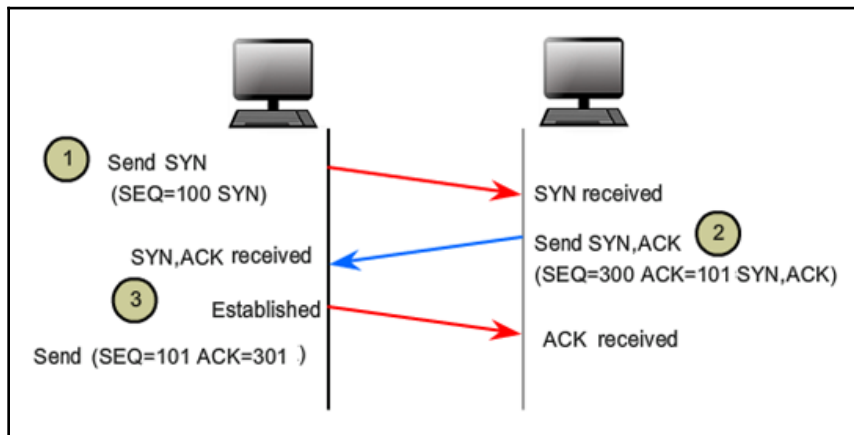 1
Send SYN
(SEQ=100 SYN)
SYN received
2
Send SYN,ACK
(SEQ=300 ACK=101 SYN,ACK)
SYN,ACK received
3
Established
Send (SEQ=101 ACK=301 )
ACK received